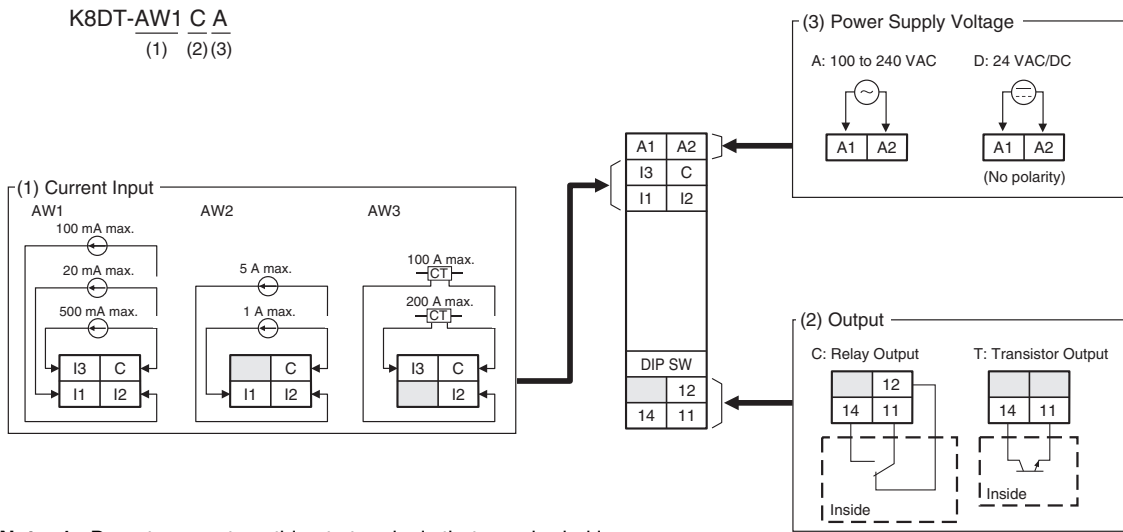 K8DT-AW1 C A
(1) (2) (3)
(3) Power Supply Voltage
A: 100 to 240 VAC
D: 24 VAC/DC
A1 A2
A1 A2
(No polarity)
A1 A2
I3 C
I1 I2
DIP SW
12
14 11
(1) Current Input
AW1
100 mA max.
20 mA max.
500 mA max.
I3 C
I1 I2
AW2
5 A max.
1 A max.
C
I1 I2
AW3
100 A max.
CT
200 A max.
CT
I3 C
I2
(2) Output
C: Relay Output
12
14 11
Inside
T: Transistor Output
14 11
Inside